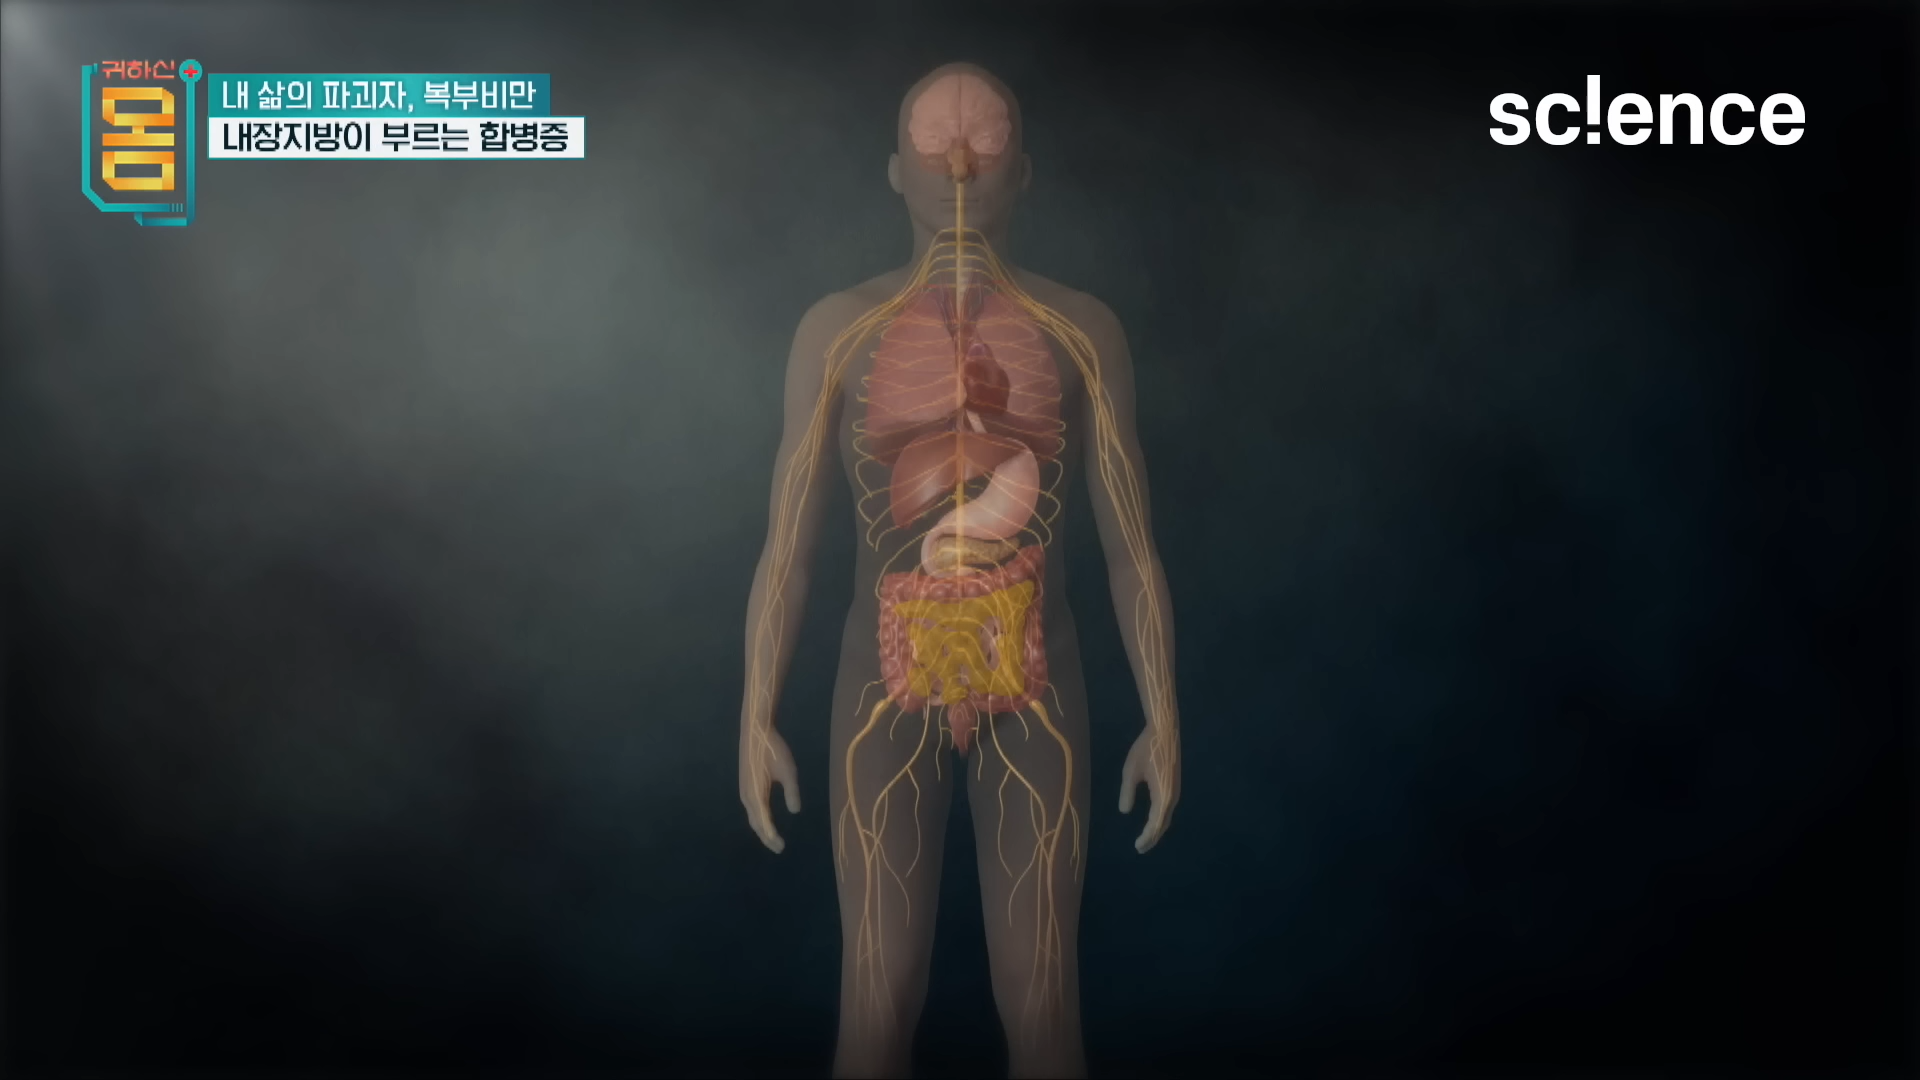 귀하신
몸
내 삶의 파괴자, 복부비만
내장지방이 부르는 합병증
sc!ence